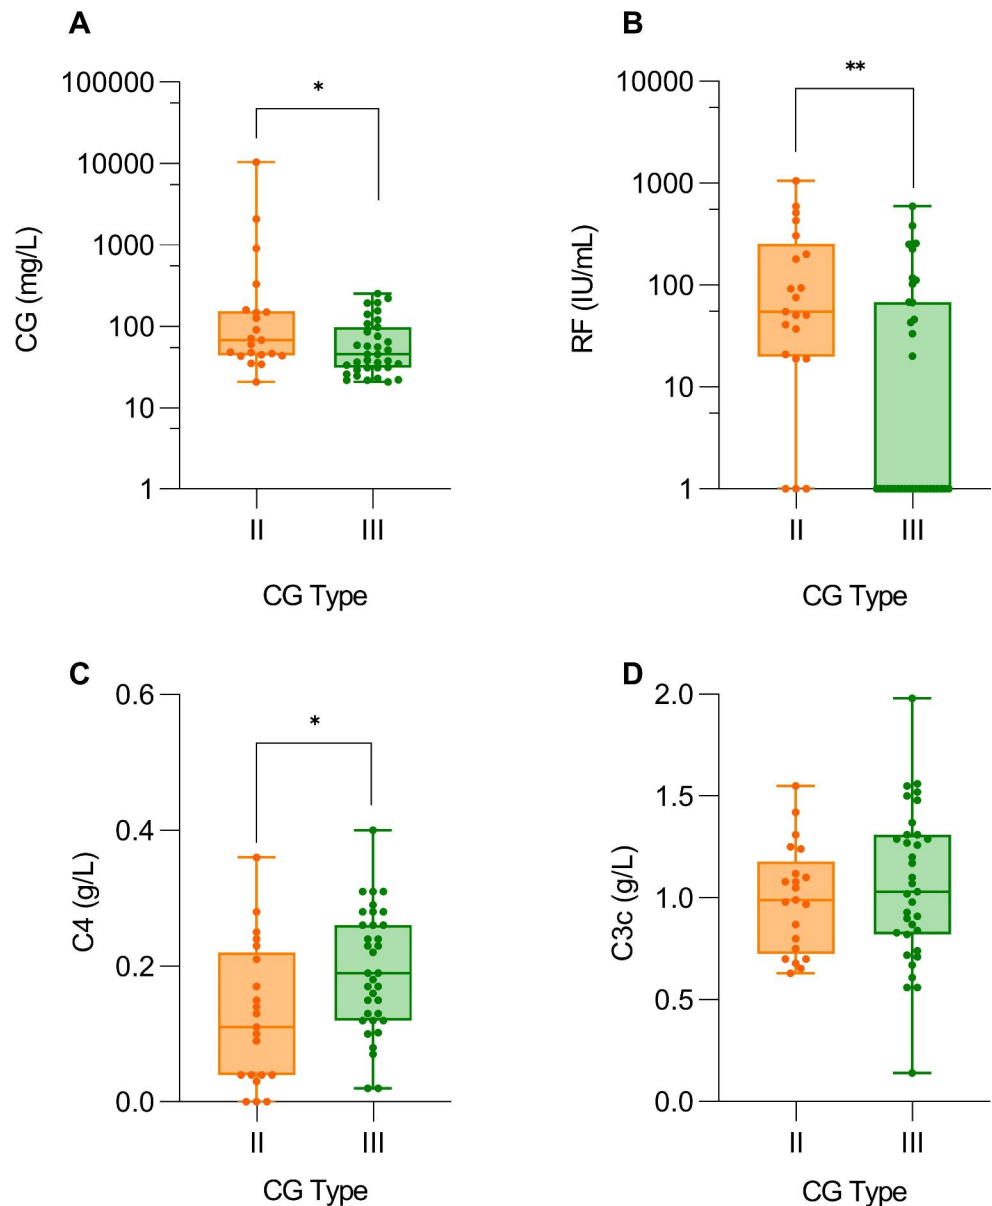 A
CG (mg/L)
100000
10000
1000
100
10
1
*
II
III
CG Type
B
RF (IU/mL)
10000
1000
100
10
1
**
II
III
CG Type
C
C4 (g/L)
0.6
0.4
0.2
0.0
*
II
III
CG Type
D
C3c (g/L)
2.0
1.5
1.0
0.5
0.0
II
III
CG Type